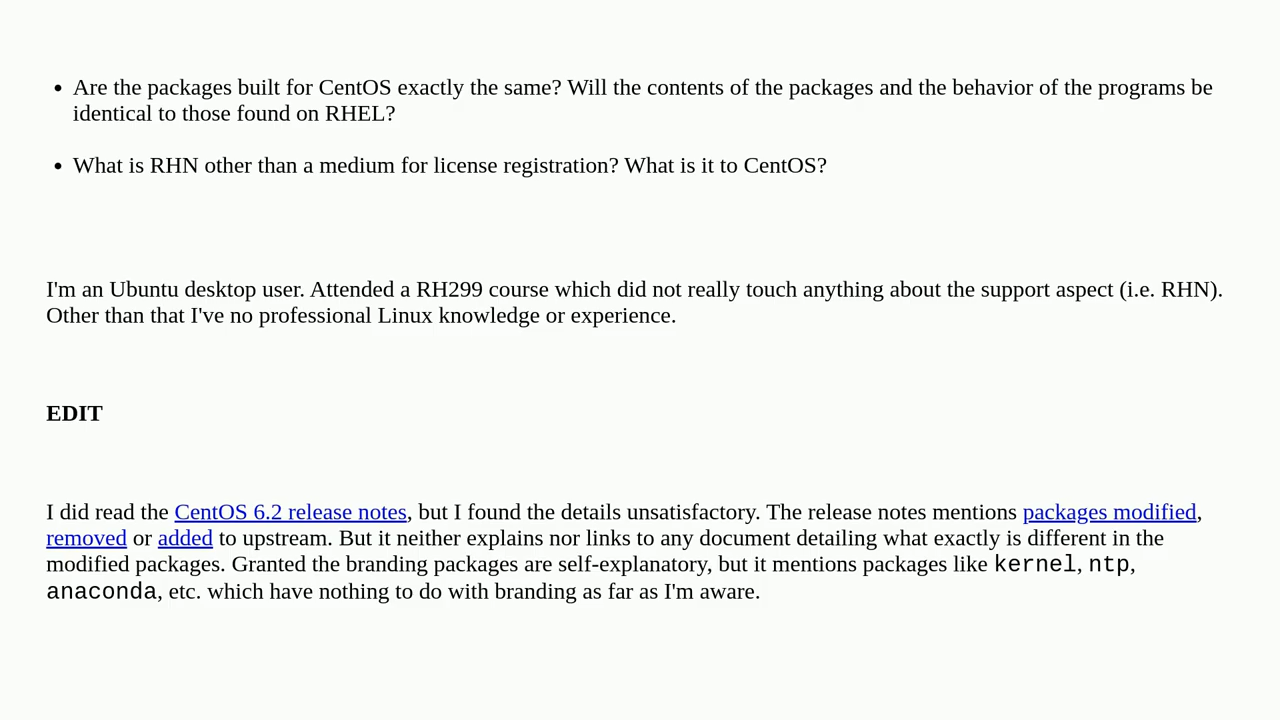 • Are the packages built for CentOS exactly the same? Will the contents of the packages and the behavior of the programs be
identical to those found on RHEL?
• What is RHN other than a medium for license registration? What is it to CentOS?
I'm an Ubuntu desktop user. Attended a RH299 course which did not really touch anything about the support aspect (i.e. RHN).
Other than that I've no professional Linux knowledge or experience.
EDIT
I did read the CentOS 6.2 release notes, but I found the details unsatisfactory. The release notes mentions packages modified,
removed or added to upstream. But it neither explains nor links to any document detailing what exactly is different in the
modified packages. Granted the branding packages are self-explanatory, but it mentions packages like kernel, ntp,
anaconda, etc. which have nothing to do with branding as far as I'm aware.